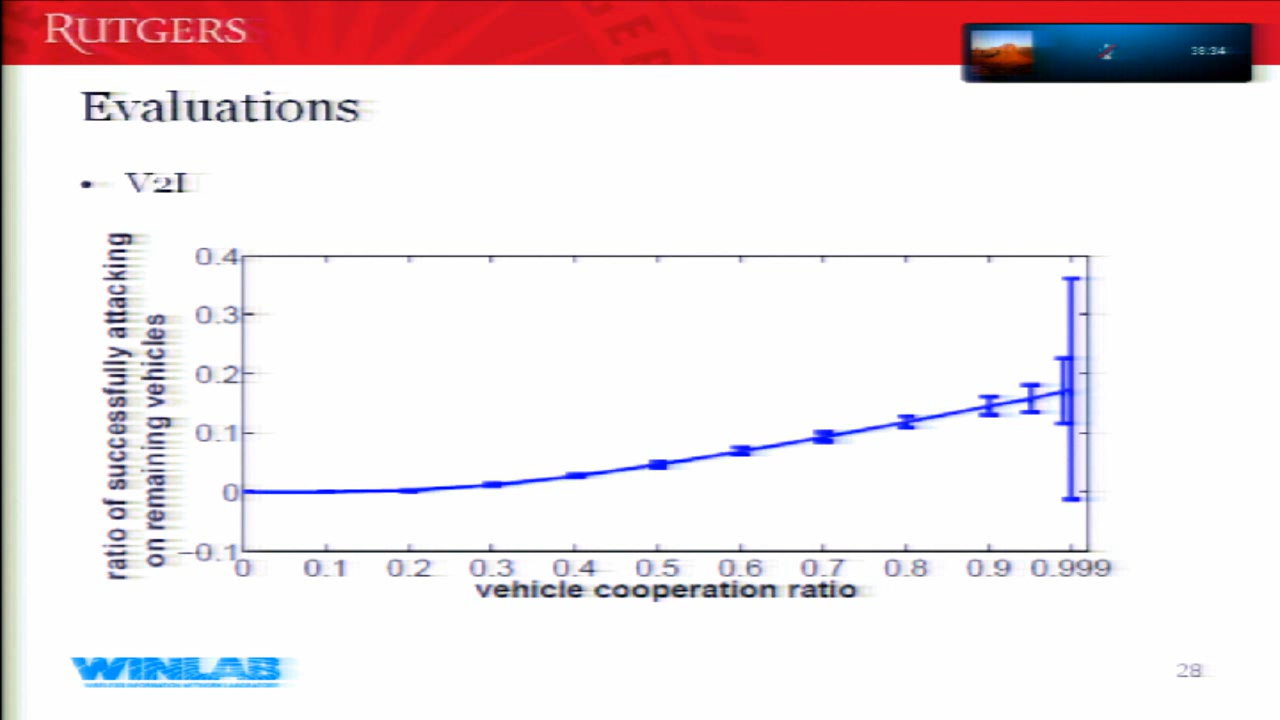 RUTGERS
38:34
Evaluations
• V2I
ratio of successfully attacking
on remaining vehicles
0.4
0.3
0.2
0.1
0
−0.1
0 0.1 0.2 0.3 0.4 0.5 0.6 0.7 0.8 0.9 0.999
vehicle cooperation ratio
WINLAB
28